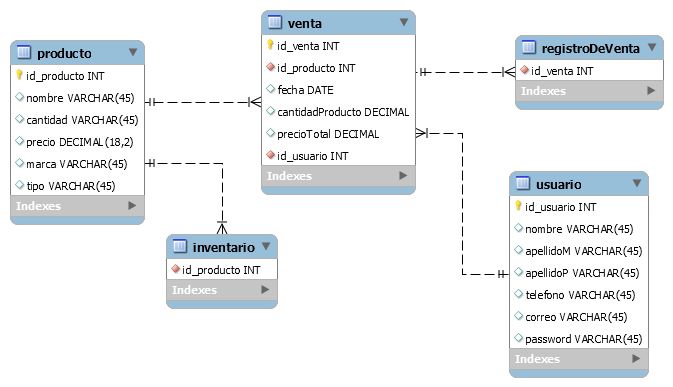 producto
id_producto INT
nombre VARCHAR(45)
cantidad VARCHAR(45)
precio DECIMAL(18,2)
marca VARCHAR(45)
tipo VARCHAR(45)
Indexes
venta
id_venta INT
id_producto INT
fecha DATE
cantidadProducto DECIMAL
precioTotal DECIMAL
id_usuario INT
Indexes
registroDeVenta
id_venta INT
Indexes
inventario
id_producto INT
Indexes
usuario
id_usuario INT
nombre VARCHAR(45)
apellidoM VARCHAR(45)
apellidoP VARCHAR(45)
telefono VARCHAR(45)
correo VARCHAR(45)
password VARCHAR(45)
Indexes